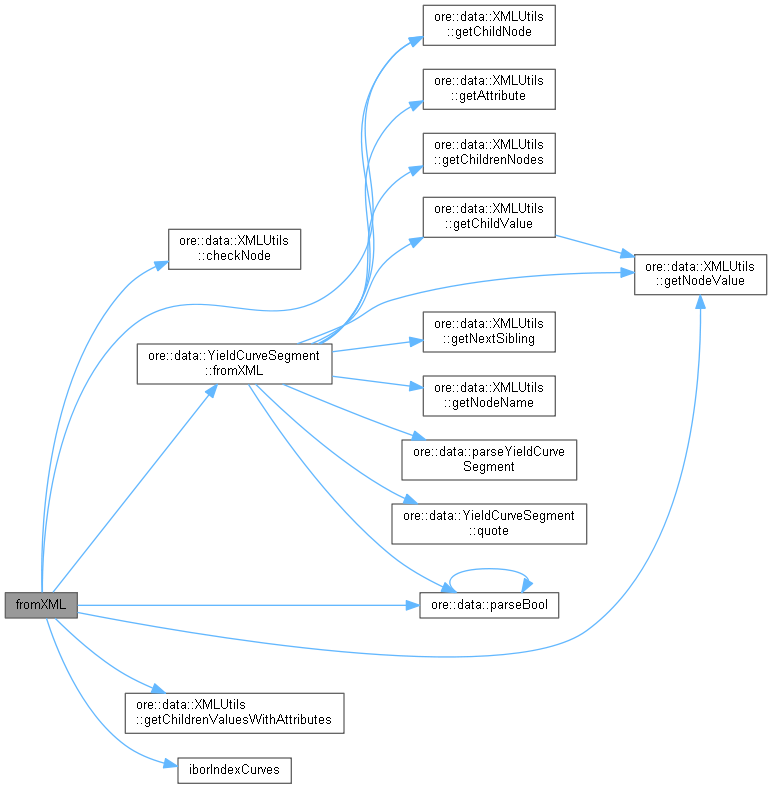 ore::data::XMLUtils
::getChildNode
ore::data::XMLUtils
::getAttribute
ore::data::XMLUtils
::getChildrenNodes
ore::data::XMLUtils
::getChildValue
ore::data::XMLUtils
::checkNode
ore::data::XMLUtils
::getNodeValue
ore::data::XMLUtils
::getNextSibling
ore::data::YieldCurveSegment
::fromXML
ore::data::XMLUtils
::getNodeName
ore::data::parseYieldCurve
Segment
ore::data::YieldCurveSegment
::quote
fromXML
ore::data::parseBool
ore::data::XMLUtils
::getChildrenValuesWithAttributes
iborIndexCurves